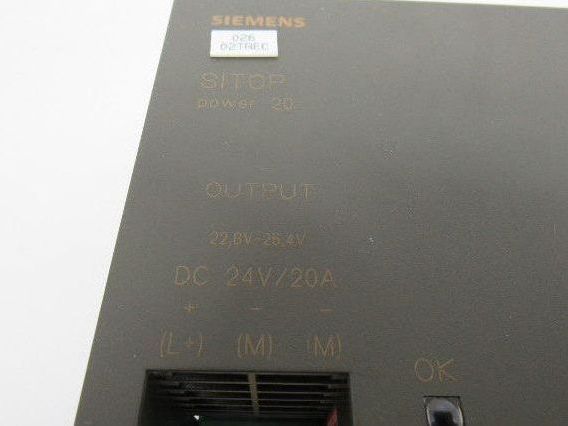 SIEMENS
026
02TREC
SITOP
power 20
OUTPUT
22,8V-26,4V
DC 24V/20A
+ - -
(L+) (M) (M)
OK